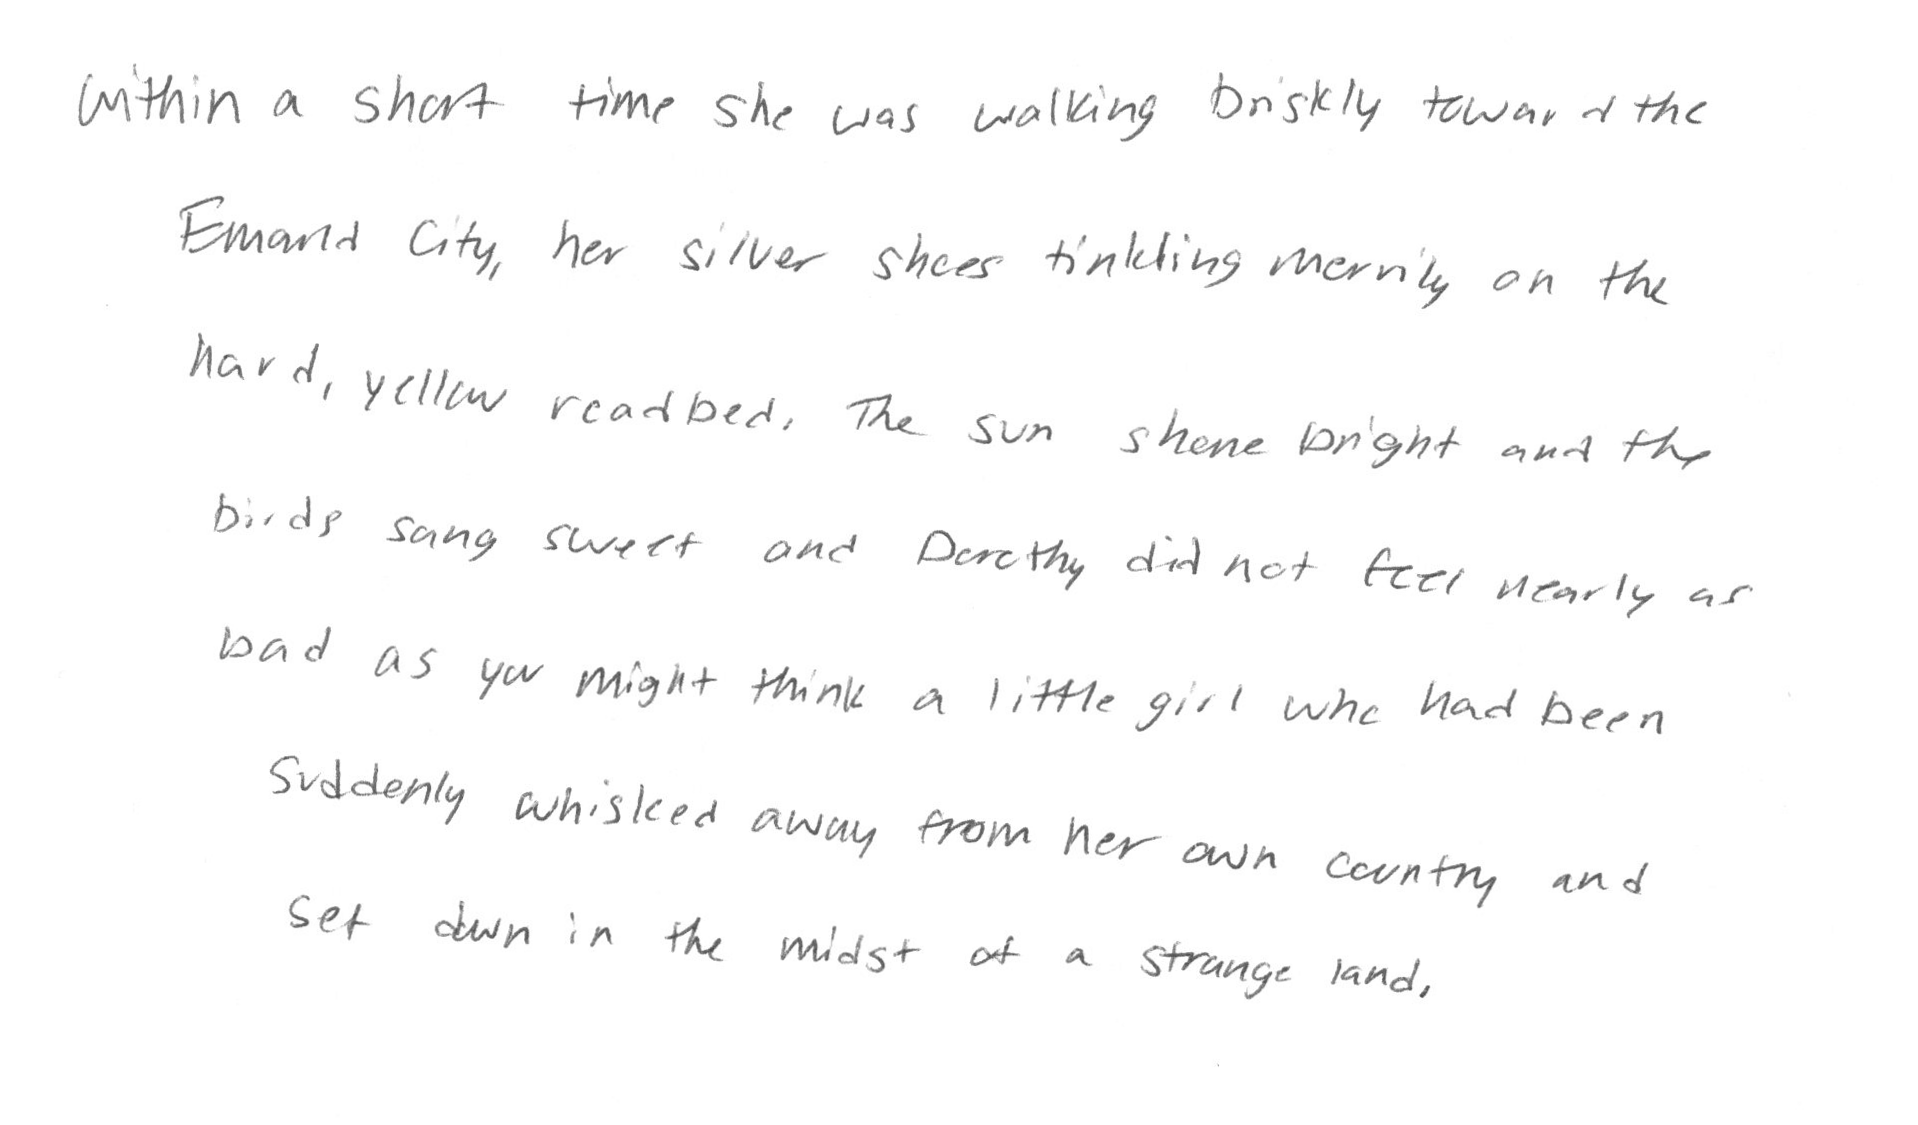 Within a short time she was walking briskly toward the
Emarld City, her silver shoes tinkling merrily on the
hard, yellow roadbed. The sun shone bright and the
birds sang sweet and Dorothy did not feel nearly as
bad as you might think a little girl who had been
suddenly whisked away from her own country and
set down in the midst of a strange land.